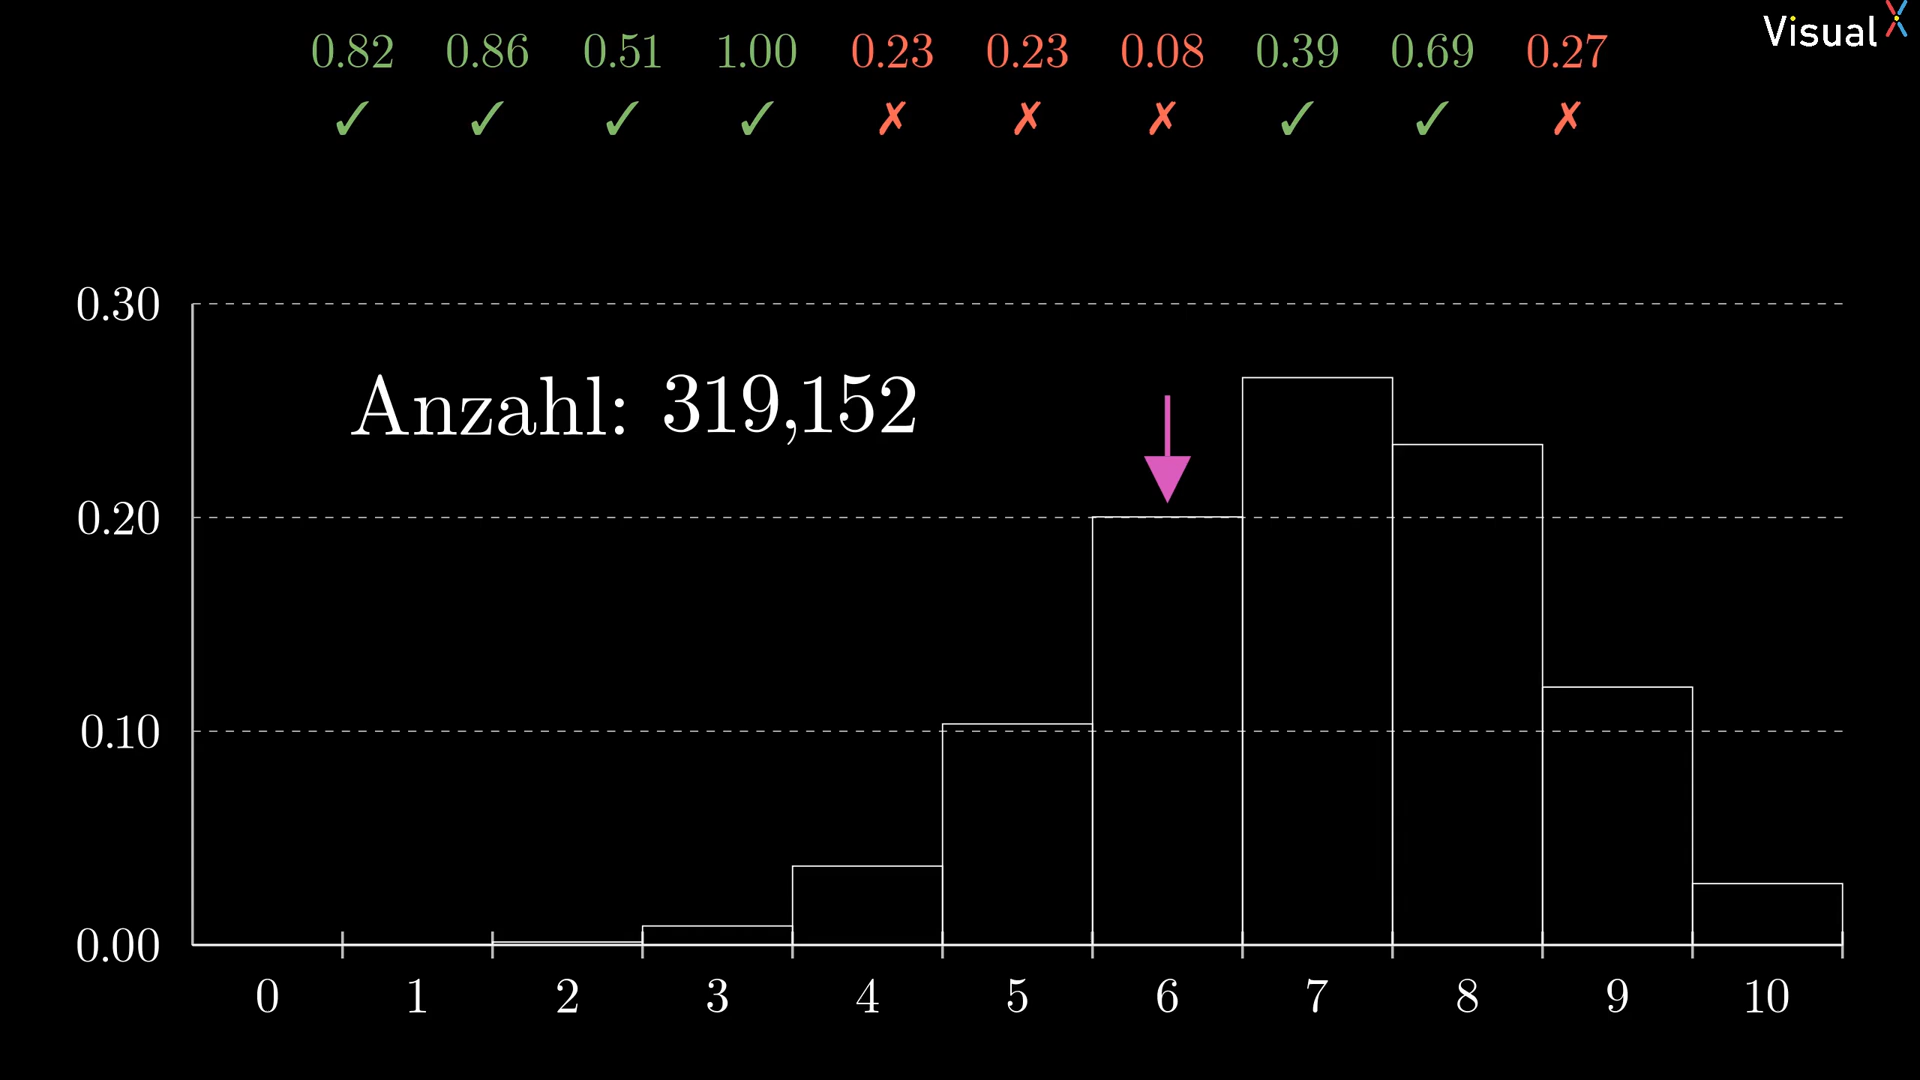 VisualX
0.82 0.86 0.51 1.00 0.23 0.23 0.08 0.39 0.69 0.27
✓ ✓ ✓ ✓ ✗ ✗ ✗ ✓ ✓ ✗
0.30
Anzahl: 319,152
0.20
0.10
0.00
0 1 2 3 4 5 6 7 8 9 10